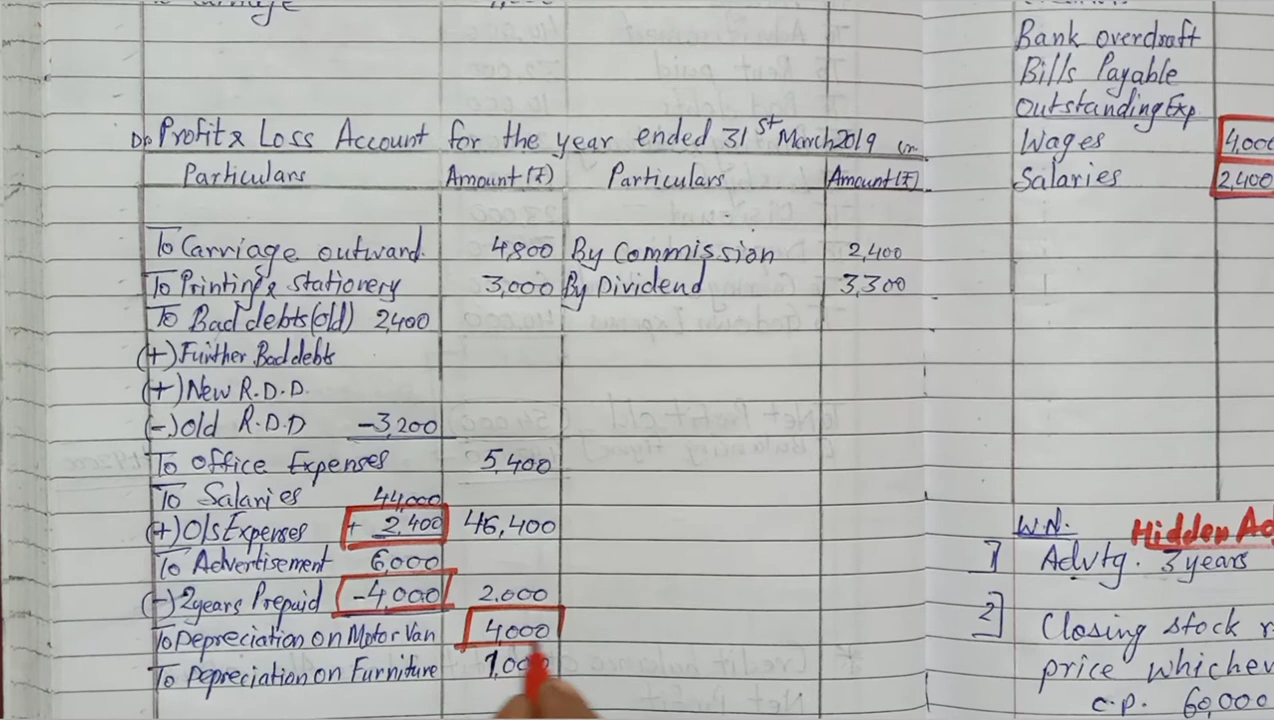 Bank overdraft
Bills Payable
Outstanding Exp
Wages 4,000
Salaries 2,400
Dr. Profit & Loss Account for the year ended 31st March 2019 Cr.
Particulars Amount (₹) Particulars Amount (₹)
To Carriage outward 4,800 By Commission 2,400
To Printing & Stationery 3,000 By Dividend 3,300
To Bad debts (old) 2,400
(+) Further Bad debts
(+) New R.D.D.
(-) Old R.D.D -3,200
To Office Expenses 5,400
To Salaries 44,000
(+) O/s Expenses + 2,400 46,400
To Advertisement 6,000
(-) 2 years Prepaid -4,000 2,000
To Depreciation on Motor Van 4,000
To Depreciation on Furniture
W.N. Hidden Ad
1] Advtg. 3 years
2] Closing stock
price whichev
c.p. 60,000